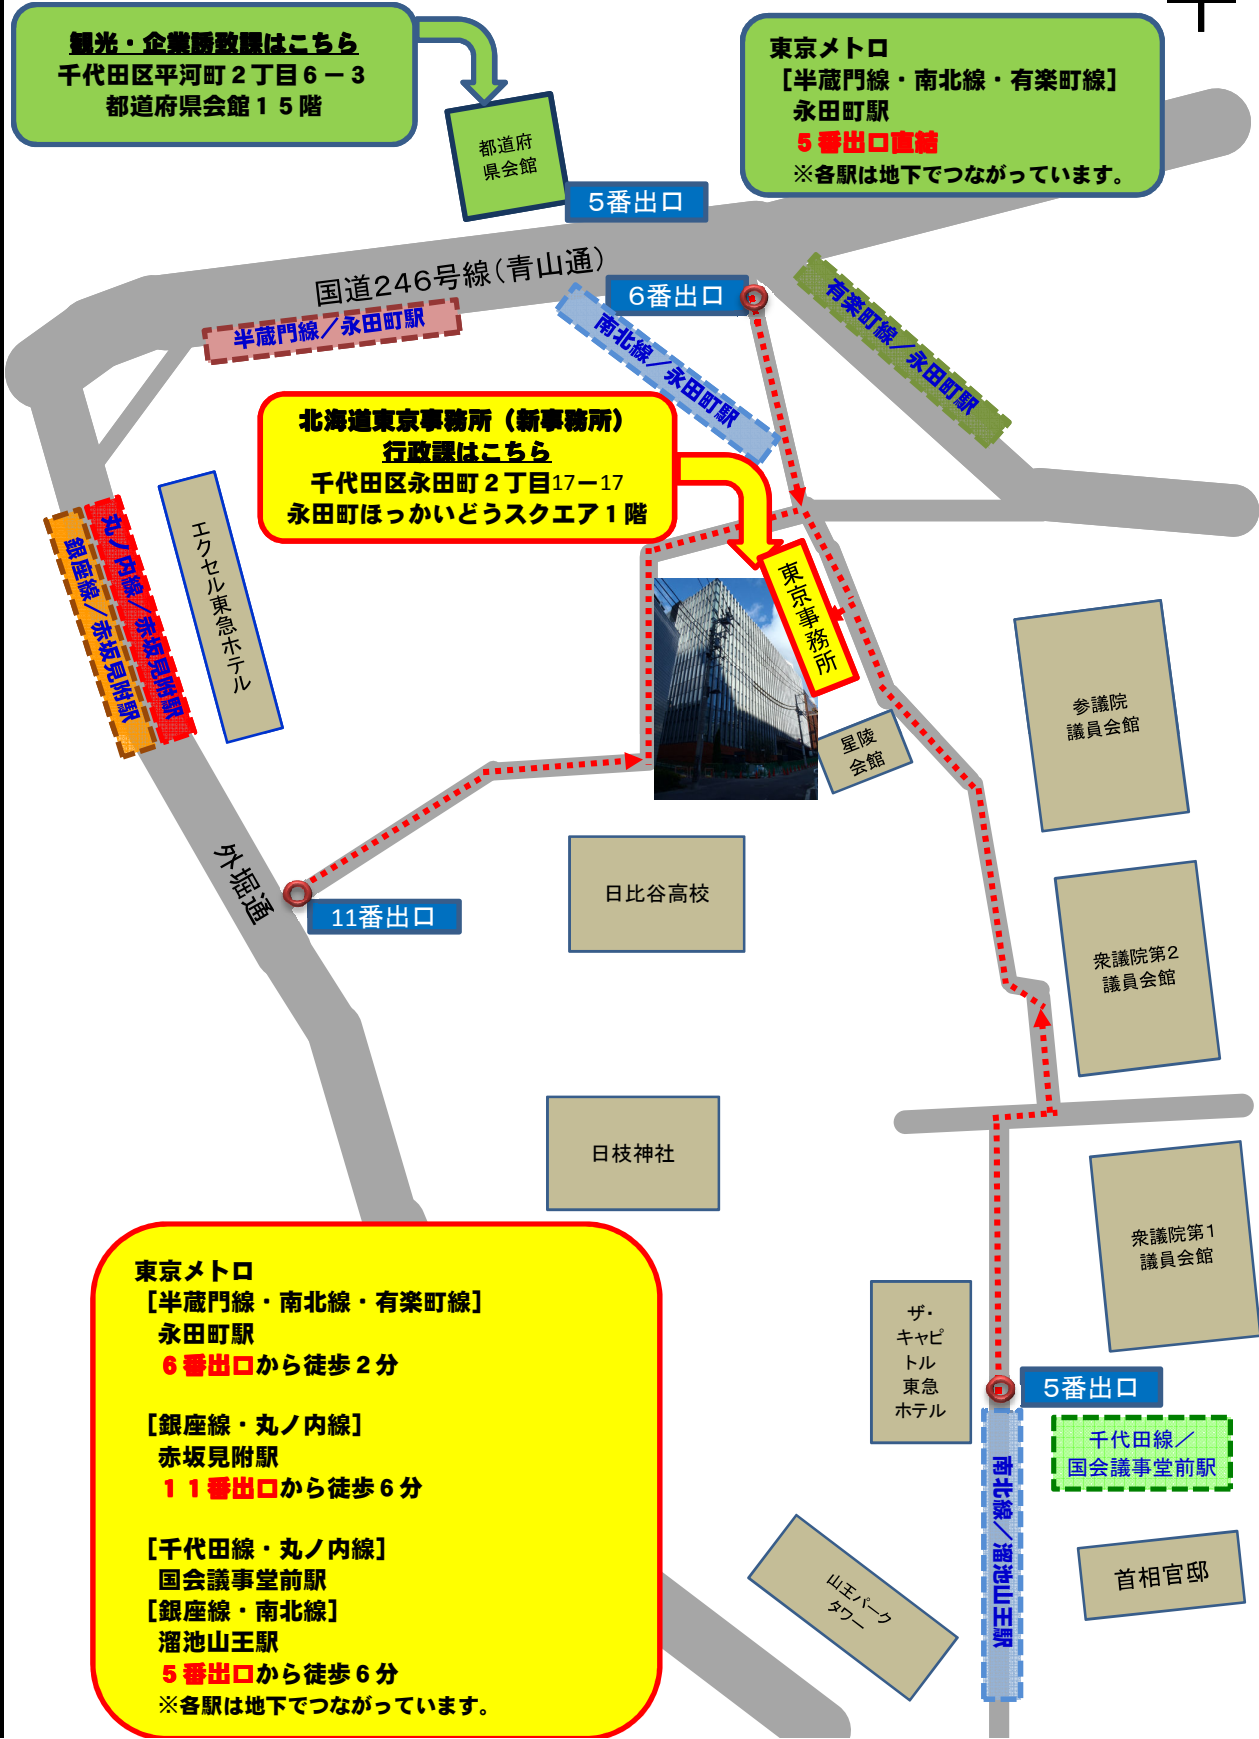 観光・企業誘致課はこちら
千代田区平河町２丁目６－３
都道府県会館１５階
東京メトロ
［半蔵門線・南北線・有楽町線］
永田町駅
５番出口直結
※各駅は地下でつながっています。
都道府
県会館
5番出口
国道246号線（青山通）
6番出口
半蔵門線／永田町駅
南北線／永田町駅
有楽町線／永田町駅
北海道東京事務所（新事務所）
行政課はこちら
千代田区永田町２丁目17－17
永田町ほっかいどうスクエア１階
丸ノ内線／赤坂見附駅
銀座線／赤坂見附駅
エクセル東急ホテル
東京事務所
星陵
会館
参議院
議員会館
外堀通
11番出口
日比谷高校
衆議院第2
議員会館
日枝神社
衆議院第1
議員会館
ザ・
キャピ
トル
東急
ホテル
5番出口
千代田線／
国会議事堂前駅
南北線／溜池山王駅
首相官邸
山王パーク
タワー
東京メトロ
［半蔵門線・南北線・有楽町線］
永田町駅
６番出口から徒歩２分
［銀座線・丸ノ内線］
赤坂見附駅
１１番出口から徒歩６分
［千代田線・丸ノ内線］
国会議事堂前駅
［銀座線・南北線］
溜池山王駅
５番出口から徒歩６分
※各駅は地下でつながっています。